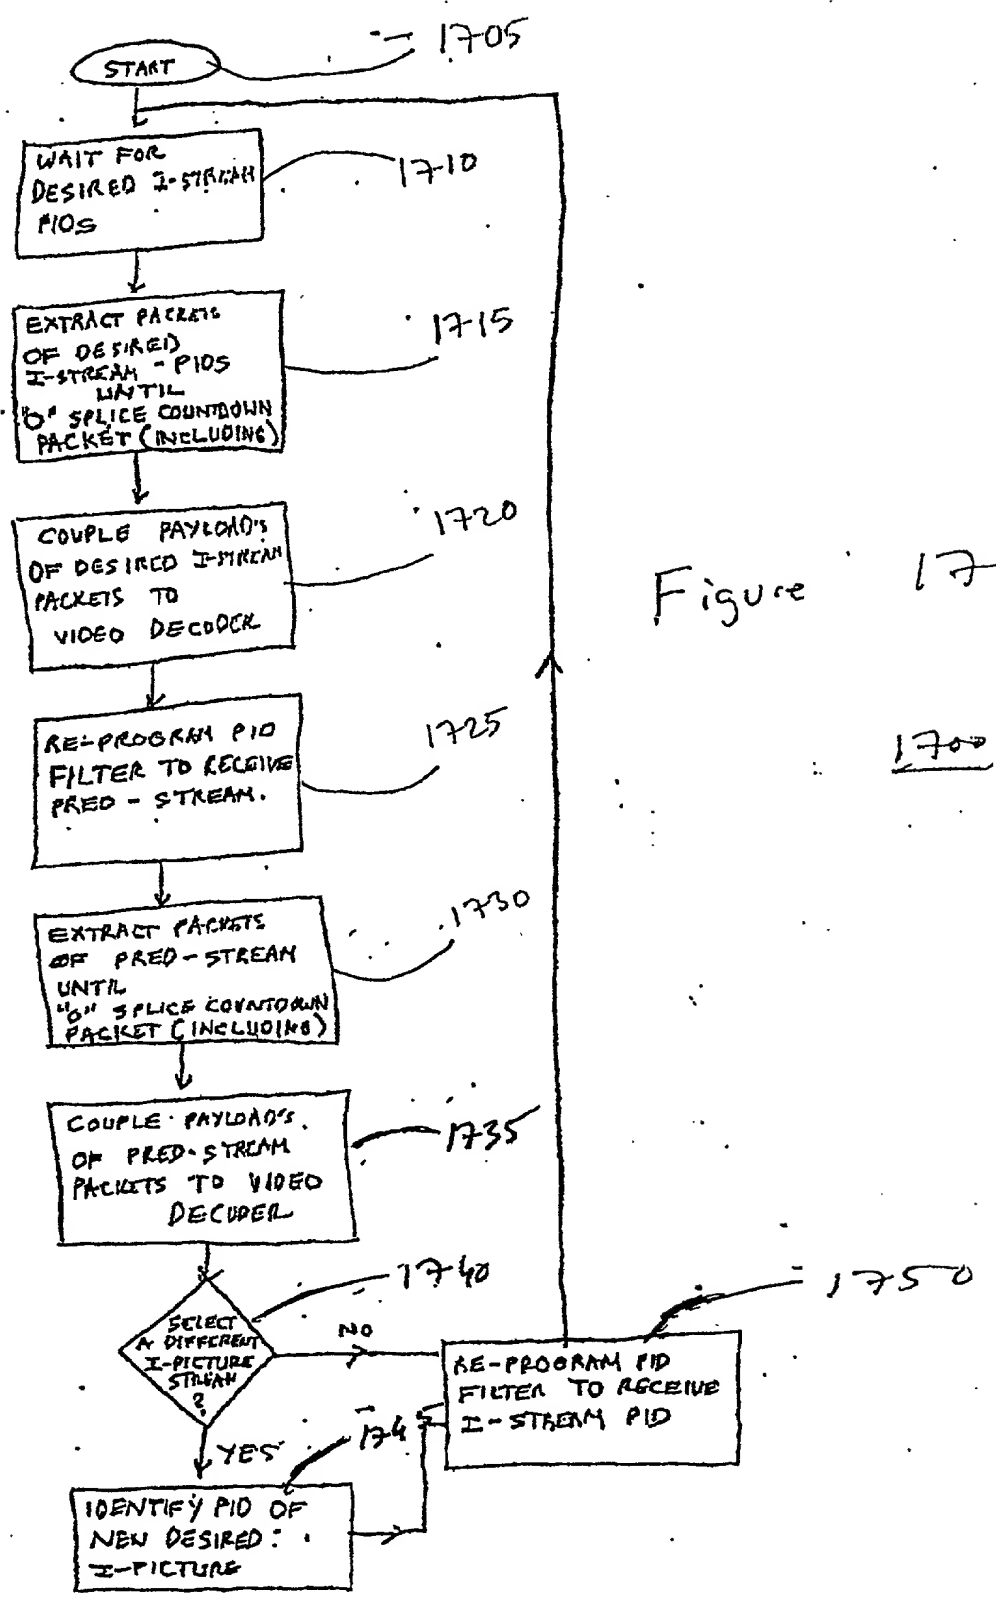 START
1705
WAIT FOR
DESIRED I-STREAM
PIDS
1710
EXTRACT PACKETS
OF DESIRED
I-STREAM - PIDS
UNTIL
"0" SPLICE COUNTDOWN
PACKET (INCLUDING)
1715
COUPLE PAYLOAD'S
OF DESIRED I-STREAM
PACKETS TO
VIDEO DECODER
1720
Figure 17
1700
RE-PROGRAM PID
FILTER TO RECEIVE
PRED - STREAM.
1725
EXTRACT PACKETS
OF PRED-STREAM
UNTIL
"0" SPLICE COUNTDOWN
PACKET (INCLUDING)
1730
COUPLE PAYLOAD'S
OF PRED-STREAM
PACKETS TO VIDEO
DECODER
1735
SELECT
A DIFFERENT
I-PICTURE
STREAM
?
1740
NO
YES
RE-PROGRAM PID
FILTER TO RECEIVE
I-STREAM PID
1750
IDENTIFY PID OF
NEW DESIRED
I-PICTURE
1745